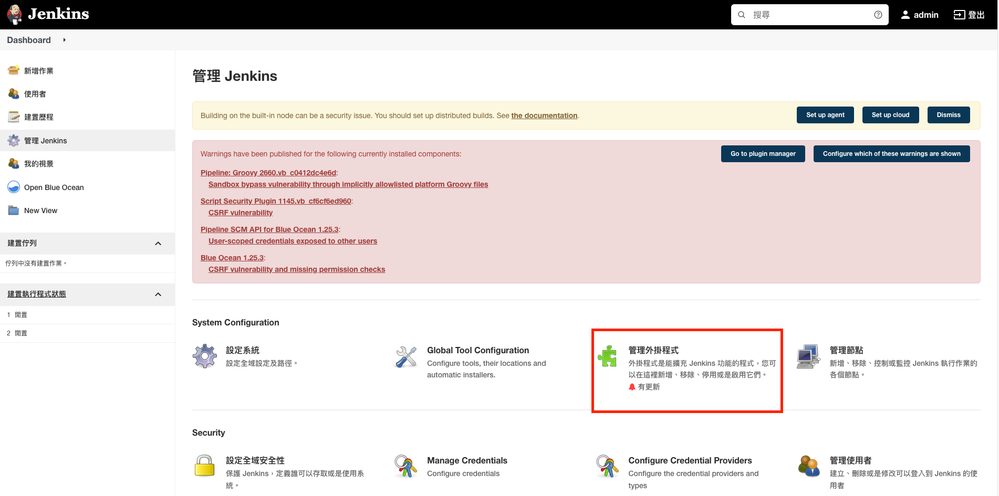 Jenkins
搜尋
admin
登出
Dashboard
新增作業
使用者
建置歷程
管理 Jenkins
我的視景
Open Blue Ocean
New View
建置佇列
佇列中沒有建置作業。
建置執行程式狀態
1 閒置
2 閒置
管理 Jenkins
Building on the built-in node can be a security issue. You should set up distributed builds. See the documentation.
Set up agent
Set up cloud
Dismiss
Warnings have been published for the following currently installed components:
Go to plugin manager
Configure which of these warnings are shown
Pipeline: Groovy 2660.vb_c0412dc4e6d:
Sandbox bypass vulnerability through implicitly allowlisted platform Groovy files
Script Security Plugin 1145.vb_cf6cf6ed960:
CSRF vulnerability
Pipeline SCM API for Blue Ocean 1.25.3:
User-scoped credentials exposed to other users
Blue Ocean 1.25.3:
CSRF vulnerability and missing permission checks
System Configuration
設定系統
設定全域設定及路徑。
Global Tool Configuration
Configure tools, their locations and
automatic installers.
管理外掛程式
外掛程式是能擴充 Jenkins 功能的程式，您可
以在這裡新增、移除、停用或是啟用它們。
有更新
管理節點
新增、移除、控制或監控 Jenkins 執行作業的
各個節點。
Security
設定全域安全性
保護 Jenkins，定義誰可以存取或是使用系
統。
Manage Credentials
Configure credentials
Configure Credential Providers
Configure the credential providers and
types
管理使用者
建立、刪除或是修改可以登入到 Jenkins 的使
用者